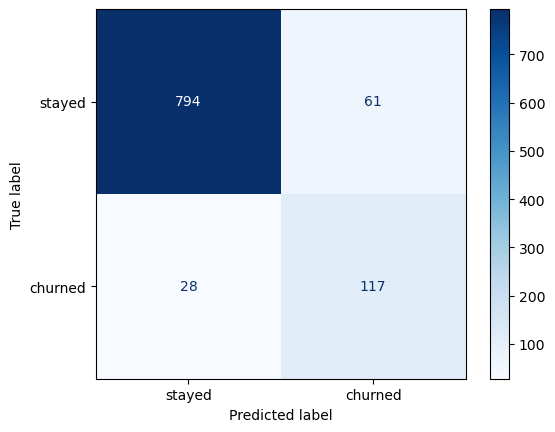 stayed
794
61
churned
28
117
stayed
churned
Predicted label
True label
700
600
500
400
300
200
100